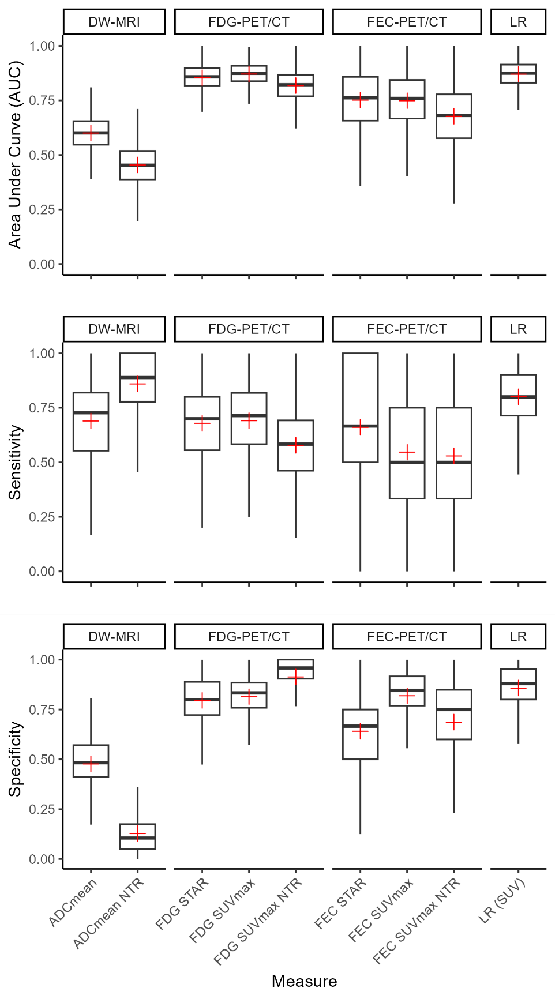 DW-MRI FDG-PET/CT FEC-PET/CT LR
Area Under Curve (AUC)
1.00
0.75
0.50
0.25
0.00
DW-MRI FDG-PET/CT FEC-PET/CT LR
Sensitivity
1.00
0.75
0.50
0.25
0.00
DW-MRI FDG-PET/CT FEC-PET/CT LR
Specificity
1.00
0.75
0.50
0.25
0.00
ADCmean
ADCmean NTR
FDG STAR
FDG SUVmax
FDG SUVmax NTR
FEC STAR
FEC SUVmax
FEC SUVmax NTR
LR (SUV)
Measure